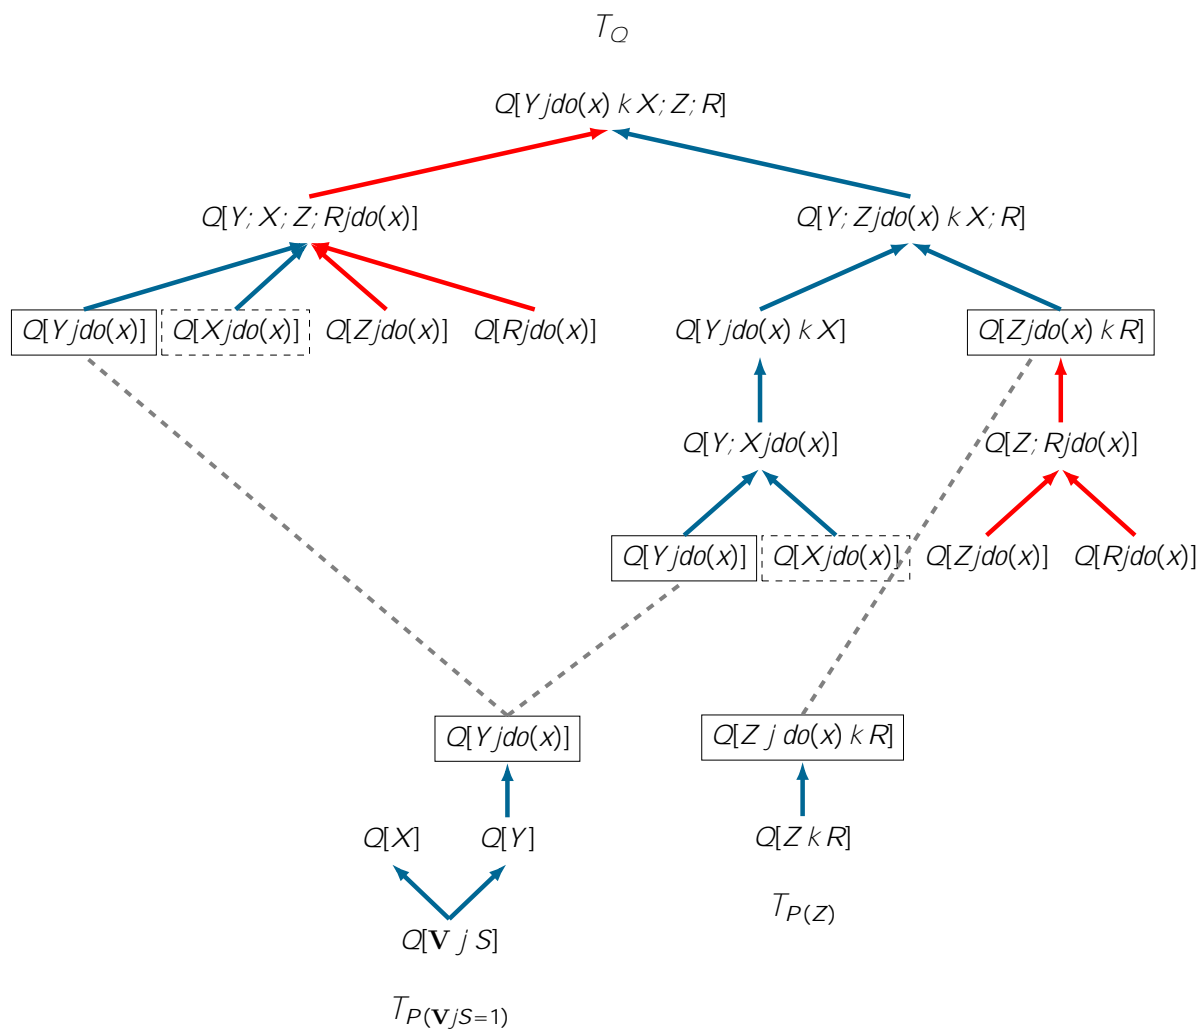 T_Q
Q[Y jdo(x) k X; Z; R]
Q[Y; X; Z; Rjdo(x)] Q[Y; Zjdo(x) k X; R]
Q[Y jdo(x)] Q[Xjdo(x)] Q[Zjdo(x)] Q[Rjdo(x)] Q[Y jdo(x) k X] Q[Zjdo(x) k R]
Q[Y; Xjdo(x)] Q[Z; Rjdo(x)]
Q[Y jdo(x)] Q[Xjdo(x)] Q[Zjdo(x)] Q[Rjdo(x)]
Q[Y jdo(x)] Q[Z j do(x) k R]
Q[X] Q[Y] Q[Z k R]
T_P(Z)
Q[V j S]
T_P(VjS=1)